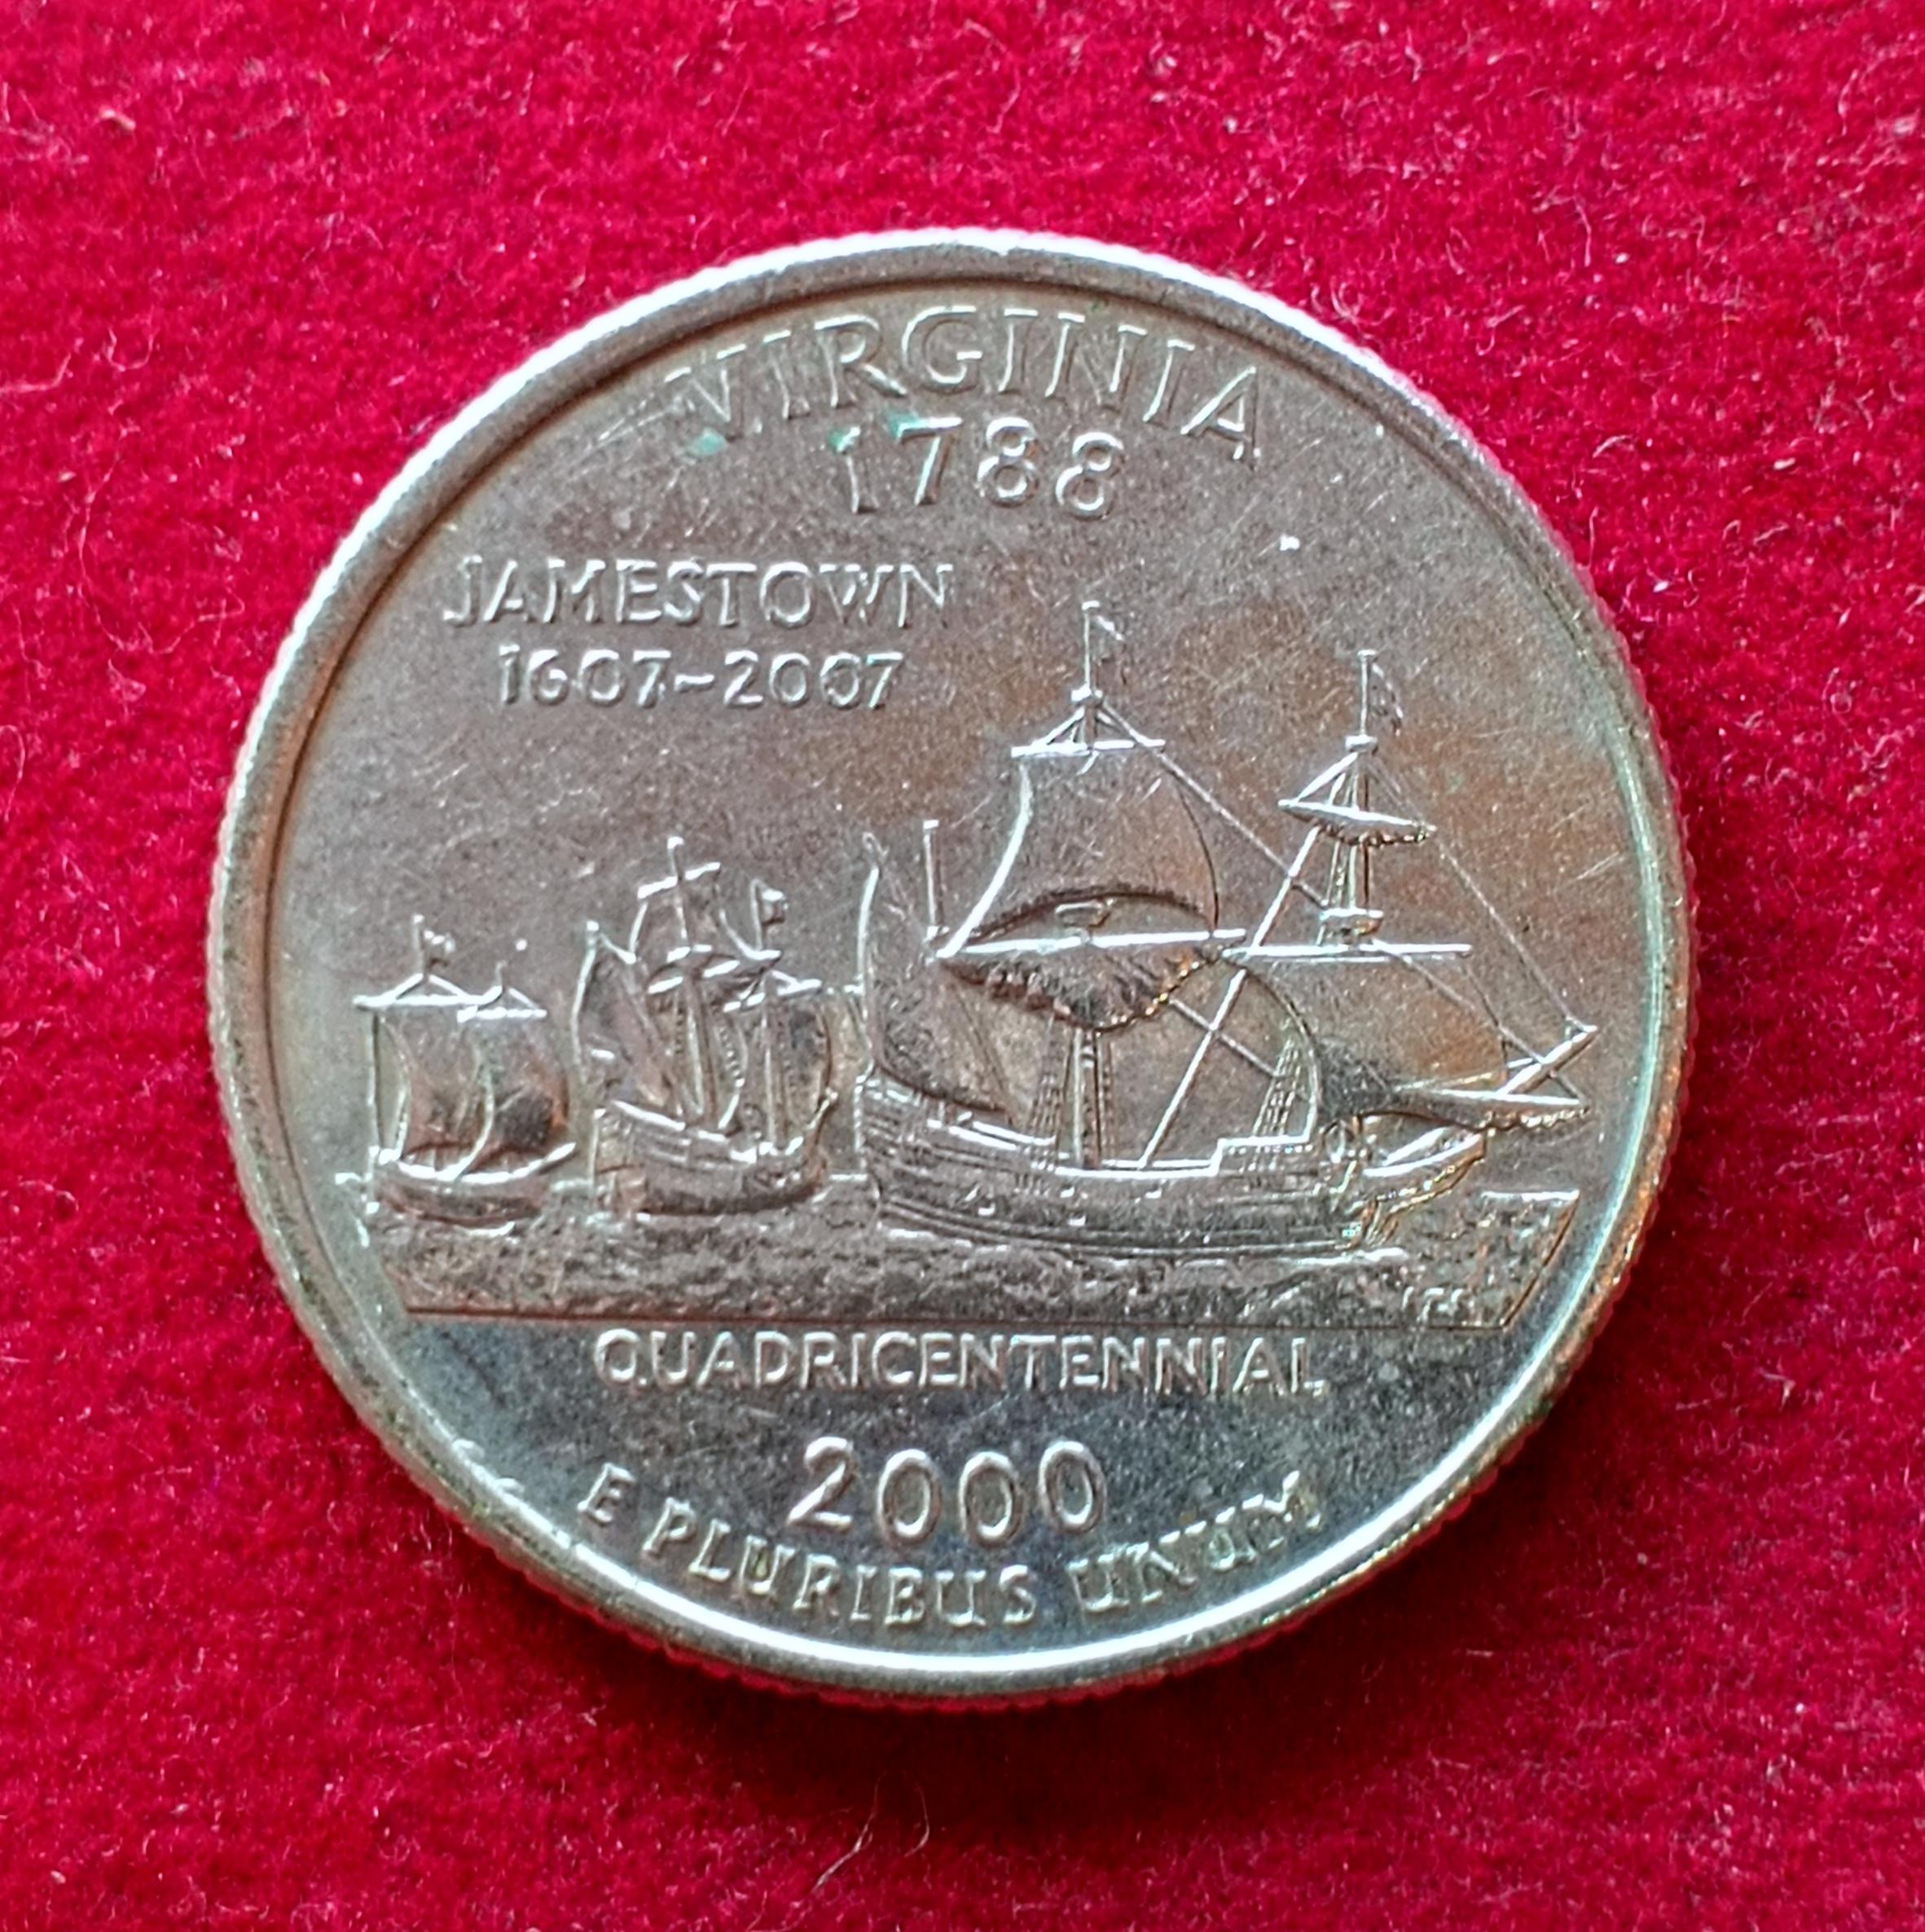 VIRGINIA
1788
JAMESTOWN
1607-2007
QUADRICENTENNIAL
2000
E PLURIBUS UNUM